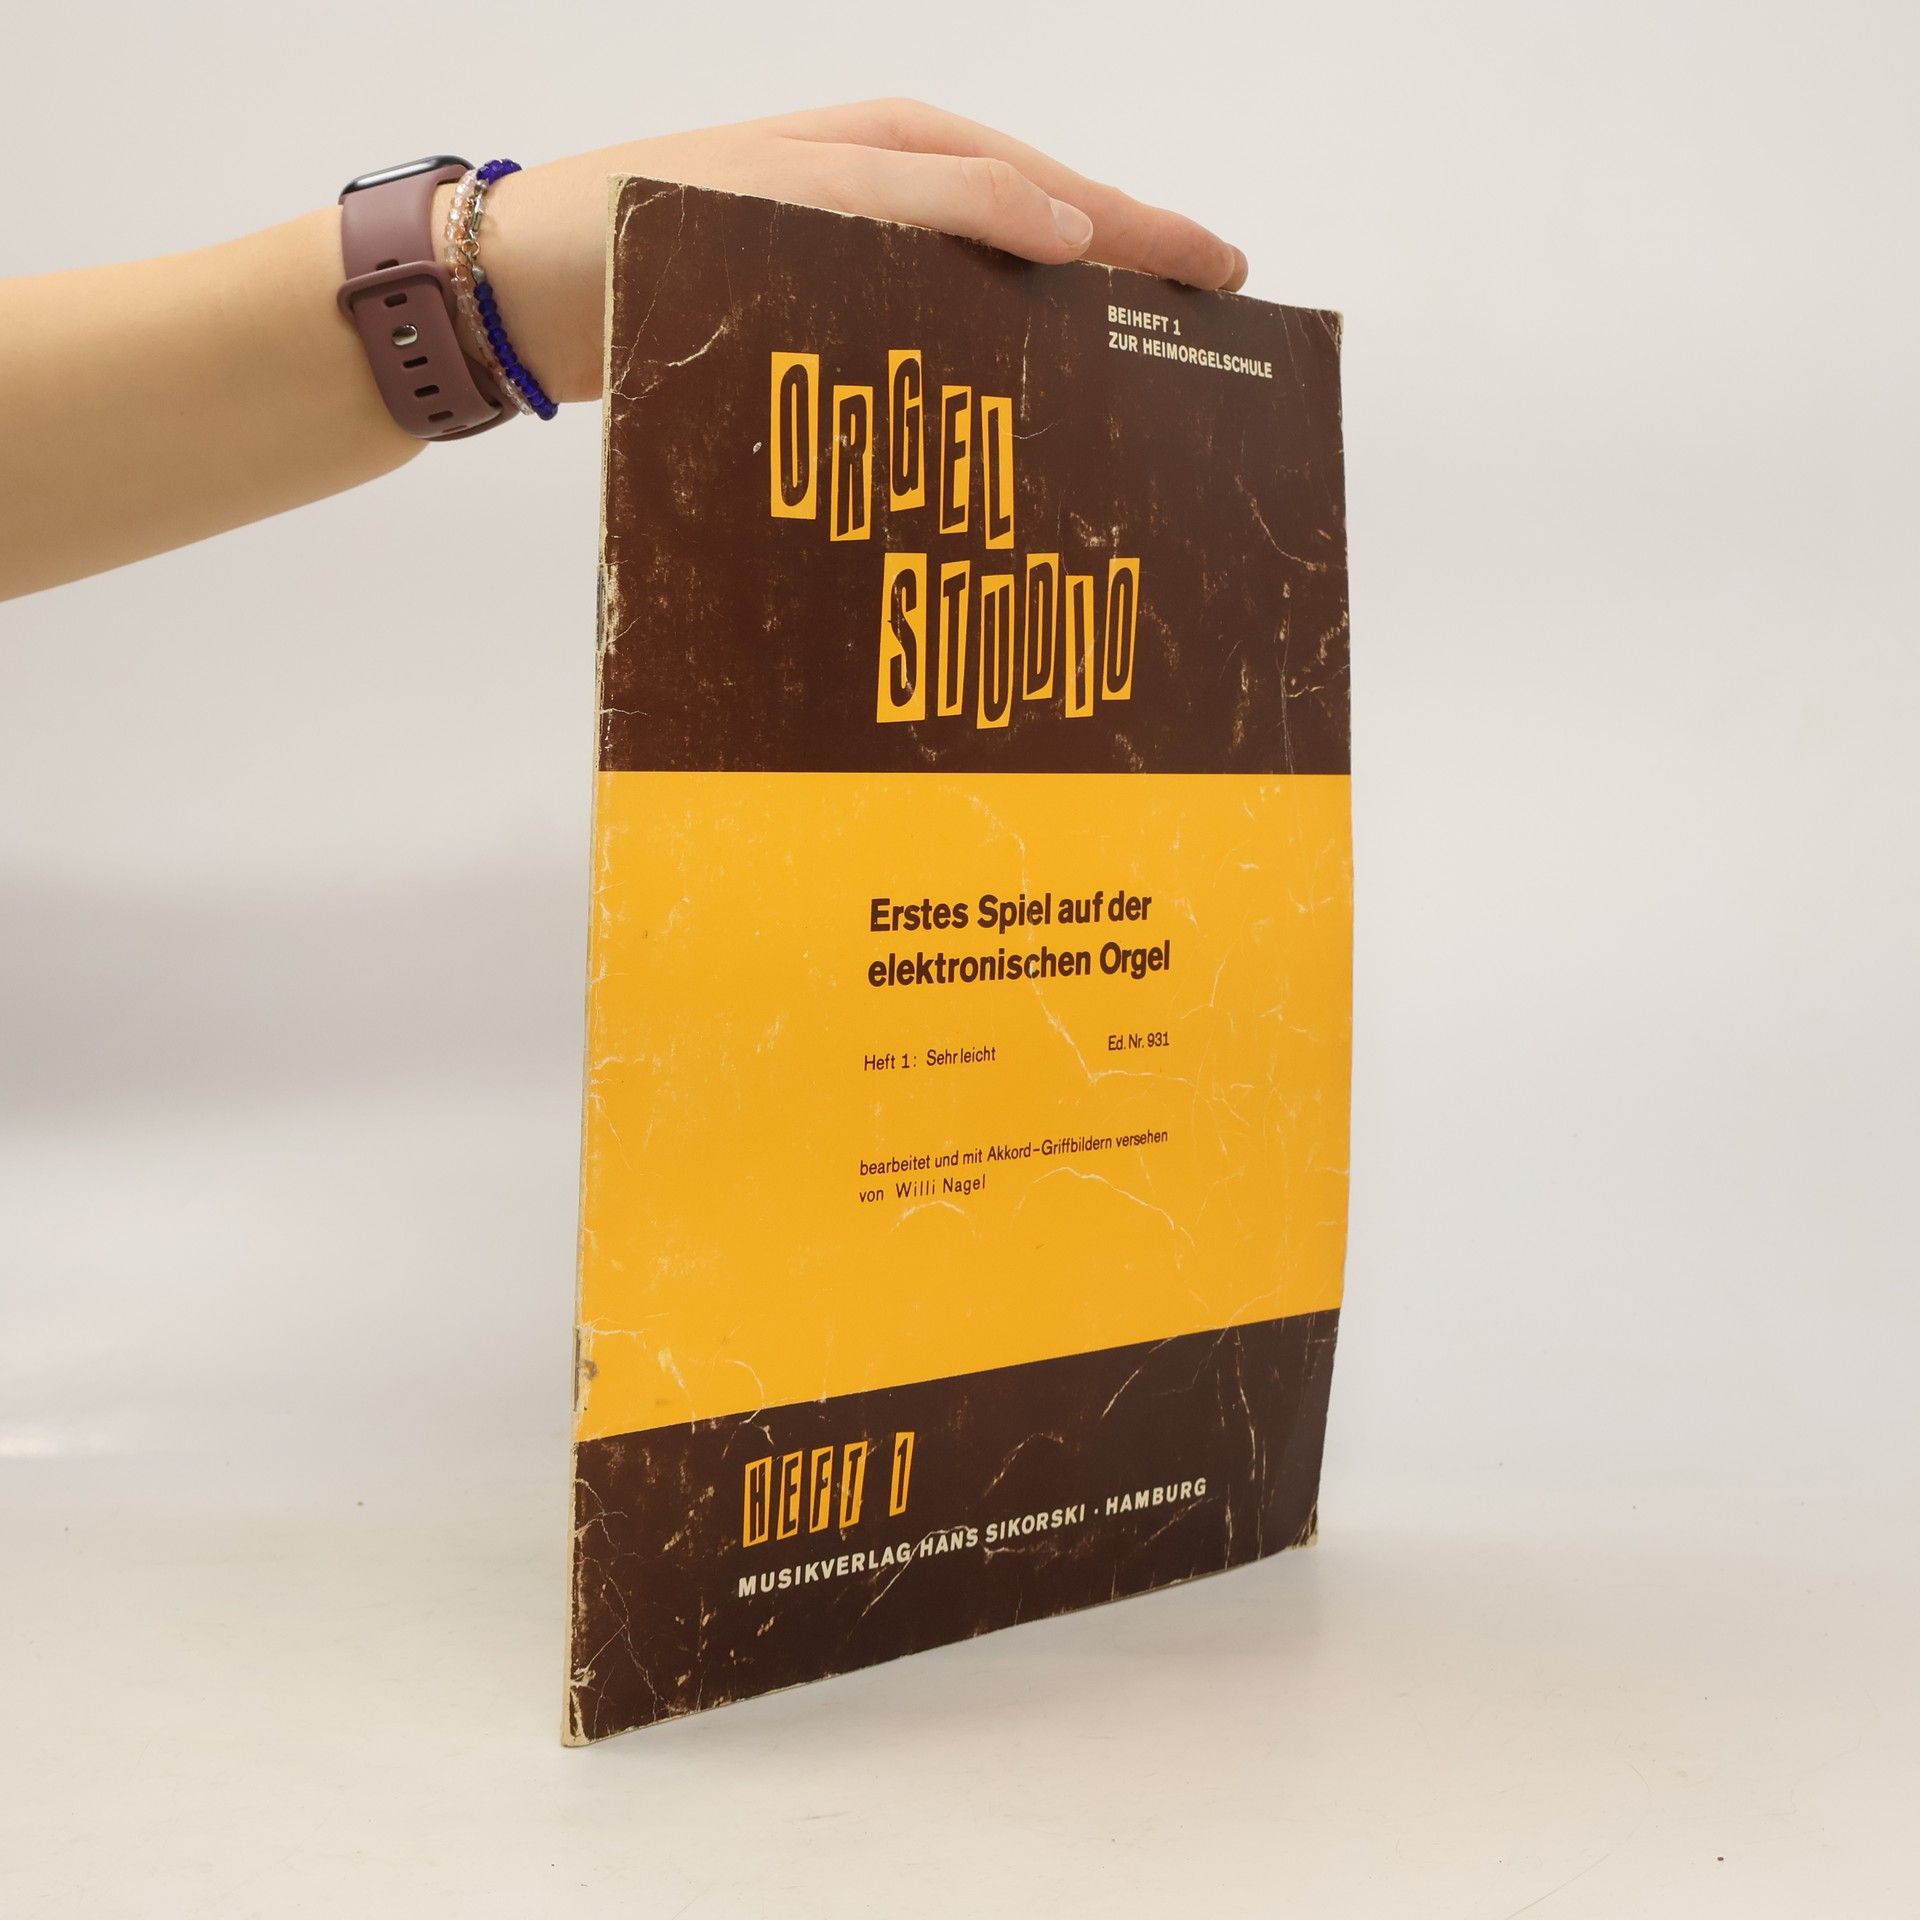 BEIHEFT 1
ZUR HEIMORGELSCHULE
ORGEL
STUDIO
Erstes Spiel auf der
elektronischen Orgel
Heft 1: Sehr leicht
Ed. Nr. 931
bearbeitet und mit Akkord-Griffbildern versehen
von Willi Nagel
HEFT 1
MUSIKVERLAG HANS SIKORSKI · HAMBURG